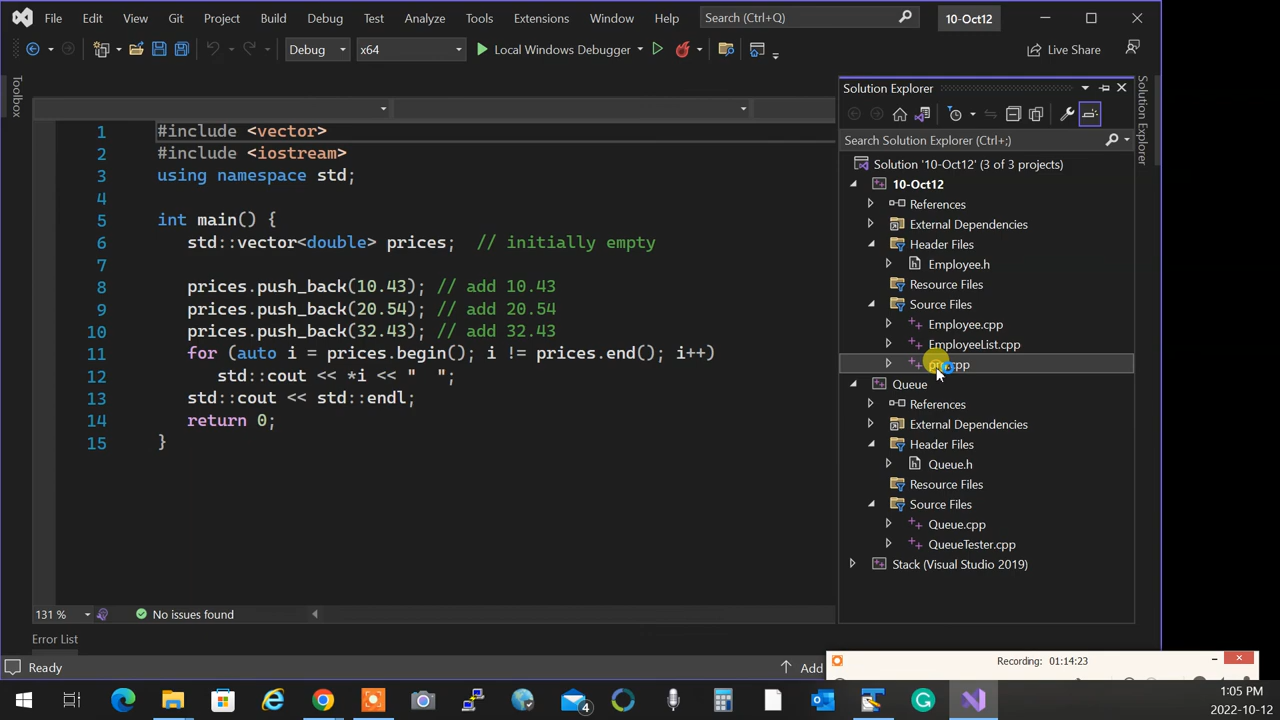 File Edit View Git Project Build Debug Test Analyze Tools Extensions Window Help Search (Ctrl+Q) 10-Oct12
Debug x64 Local Windows Debugger Live Share
Toolbox
Solution Explorer
Solution Explorer
Search Solution Explorer (Ctrl+;)
1 #include <vector>
2 #include <iostream>
3 using namespace std;
4
5 int main() {
6 std::vector<double> prices; // initially empty
7
8 prices.push_back(10.43); // add 10.43
9 prices.push_back(20.54); // add 20.54
10 prices.push_back(32.43); // add 32.43
11 for (auto i = prices.begin(); i != prices.end(); i++)
12 std::cout << *i << "  ";
13 std::cout << std::endl;
14 return 0;
15 }
Solution '10-Oct12' (3 of 3 projects)
10-Oct12
References
External Dependencies
Header Files
Employee.h
Resource Files
Source Files
Employee.cpp
EmployeeList.cpp
Queue
References
External Dependencies
Header Files
Queue.h
Resource Files
Source Files
Queue.cpp
QueueTester.cpp
Stack (Visual Studio 2019)
131 % No issues found
Error List
Ready Add
Recording: 01:14:23
4
1:05 PM
2022-10-12